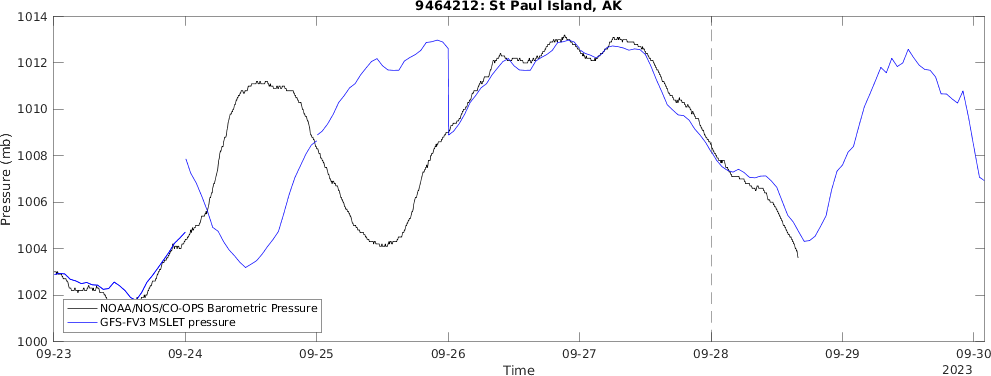 9464212: St Paul Island, AK
Pressure (mb)
1014
1012
1010
1008
1006
1004
1002
1000
NOAA/NOS/CO-OPS Barometric Pressure
GFS-FV3 MSLET pressure
09-23 09-24 09-25 09-26 09-27 09-28 09-29 09-30
Time
2023